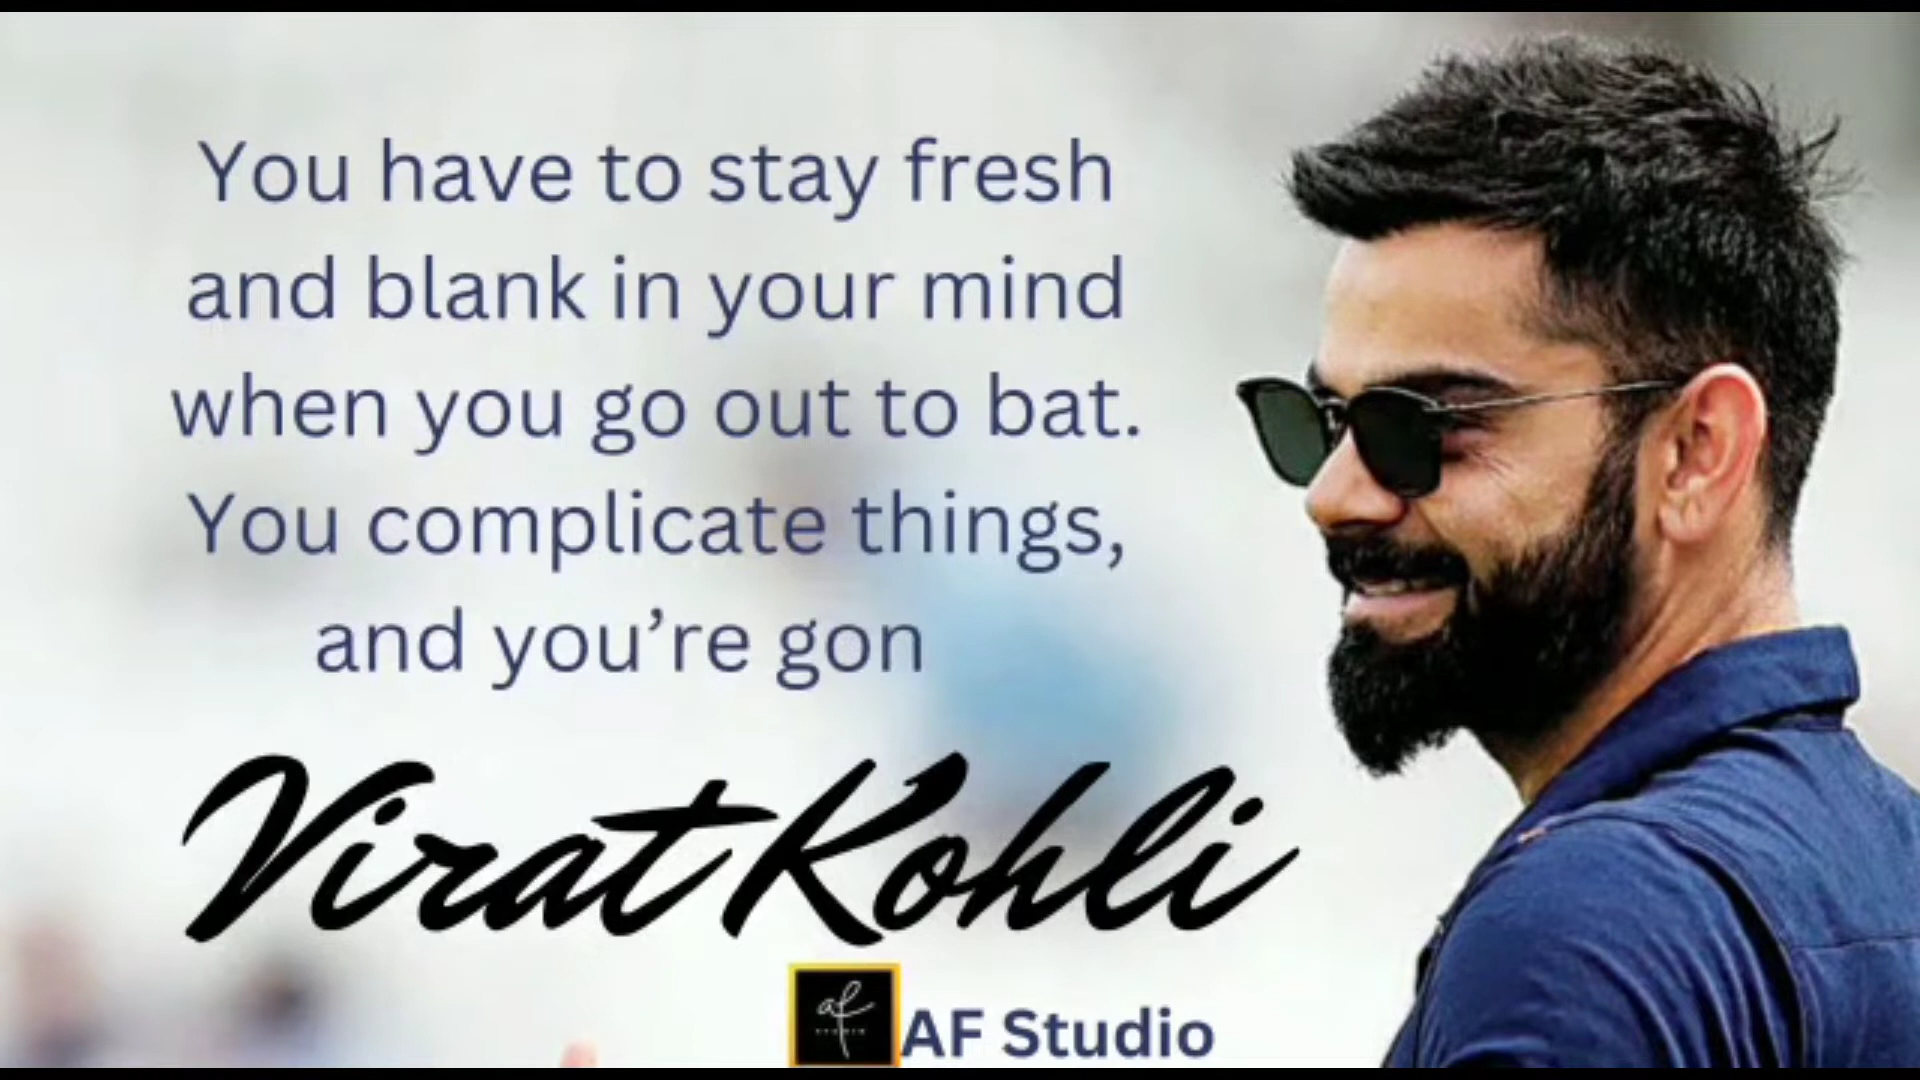 You have to stay fresh
and blank in your mind
when you go out to bat.
You complicate things,
and you’re gon
Virat Kohli
af
AF Studio